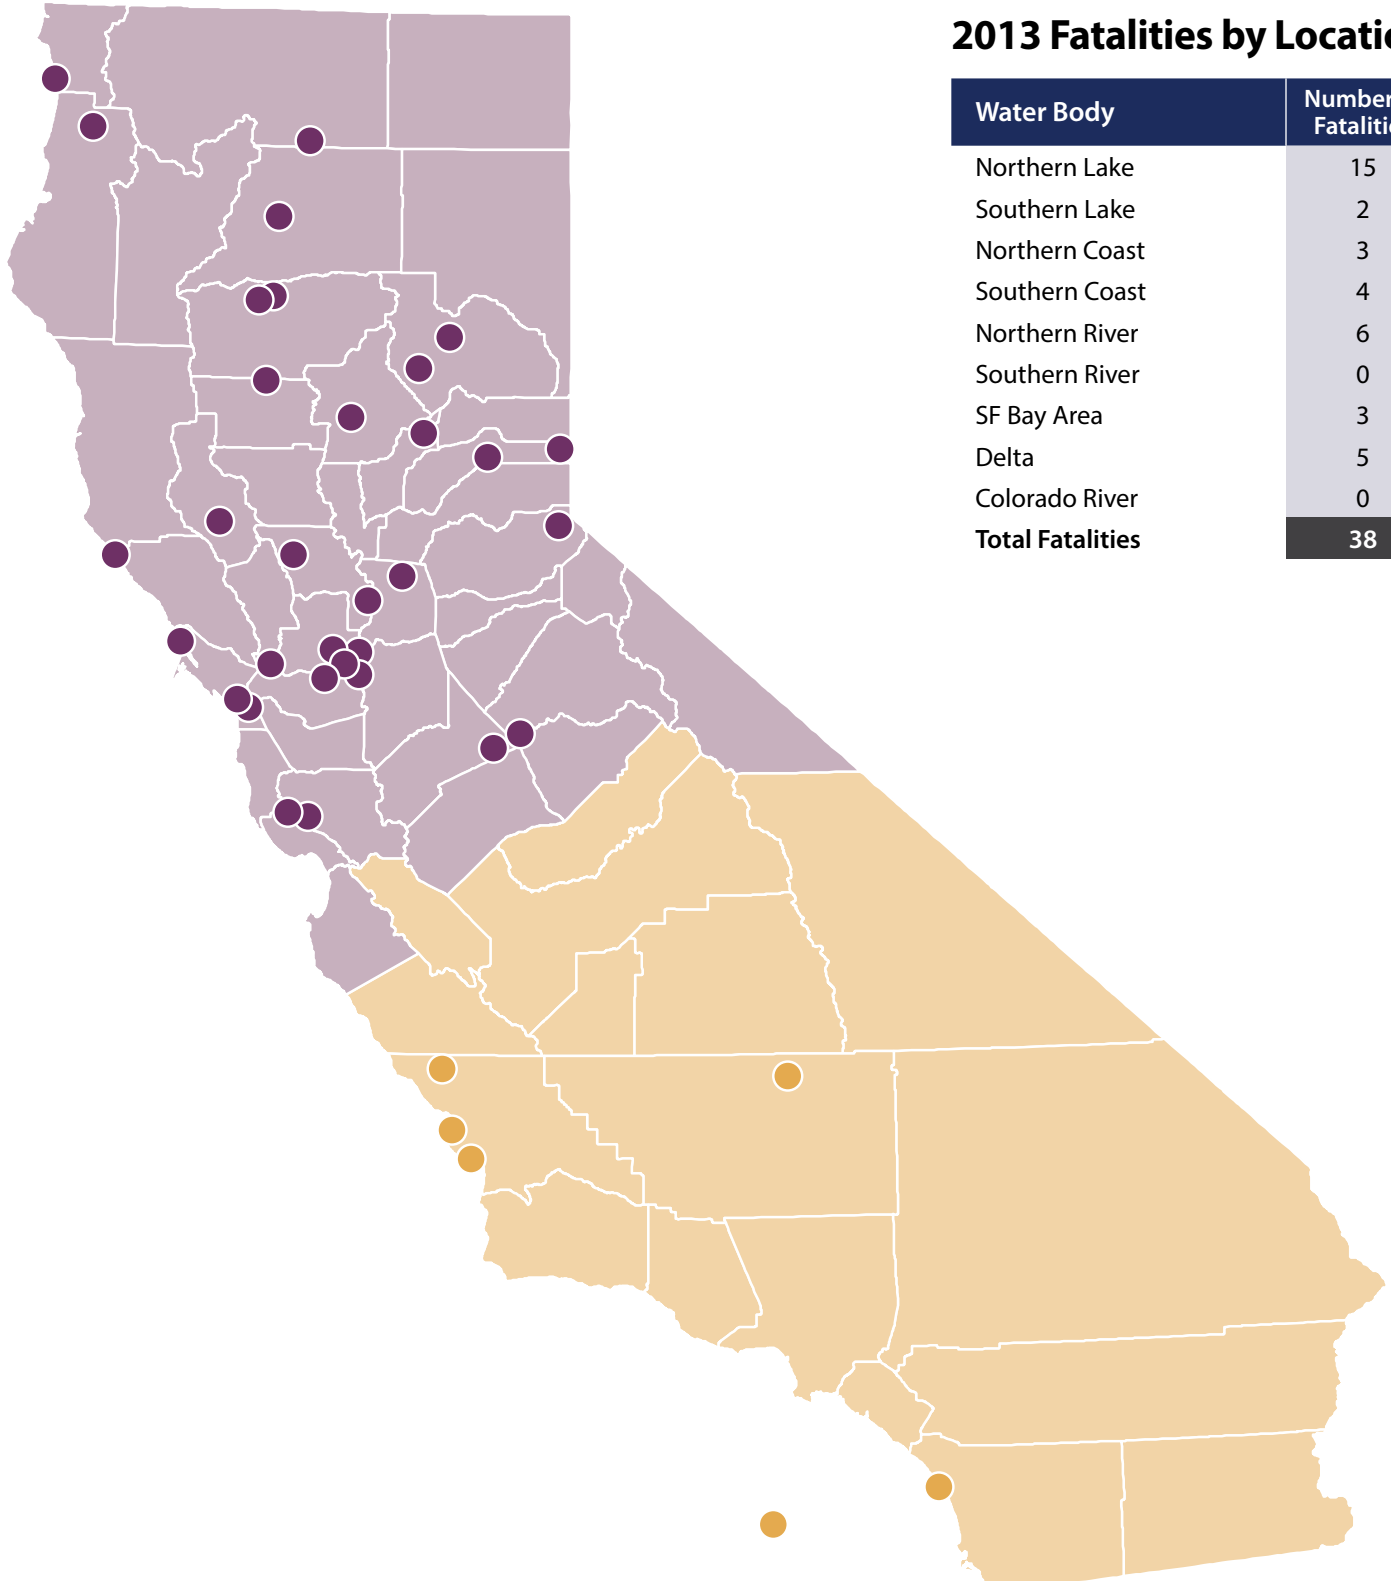 2013 Fatalities by Locatio
Water Body Number
Fatalitie
Northern Lake 15
Southern Lake 2
Northern Coast 3
Southern Coast 4
Northern River 6
Southern River 0
SF Bay Area 3
Delta 5
Colorado River 0
Total Fatalities 38